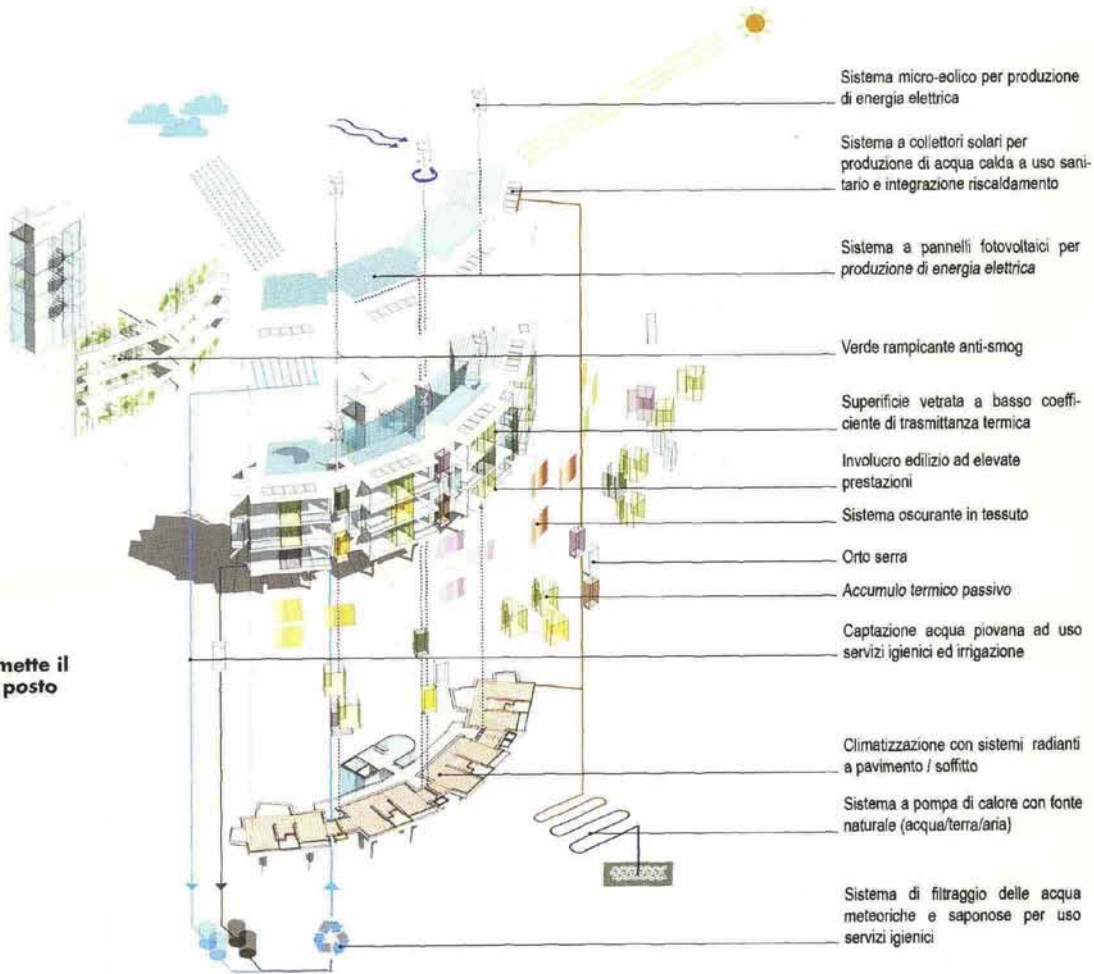 Sistema micro-eolico per produzione
di energia elettrica
Sistema a collettori solari per
produzione di acqua calda a uso sani-
tario e integrazione riscaldamento
Sistema a pannelli fotovoltaici per
produzione di energia elettrica
Verde rampicante anti-smog
Superificie vetrata a basso coeffi-
ciente di trasmittanza termica
Involucro edilizio ad elevate
prestazioni
Sistema oscurante in tessuto
Orto serra
Accumulo termico passivo
Captazione acqua piovana ad uso
servizi igienici ed irrigazione
mette il
posto
Climatizzazione con sistemi radianti
a pavimento / soffitto
Sistema a pompa di calore con fonte
naturale (acqua/terra/aria)
Sistema di filtraggio delle acqua
meteoriche e saponose per uso
servizi igienici